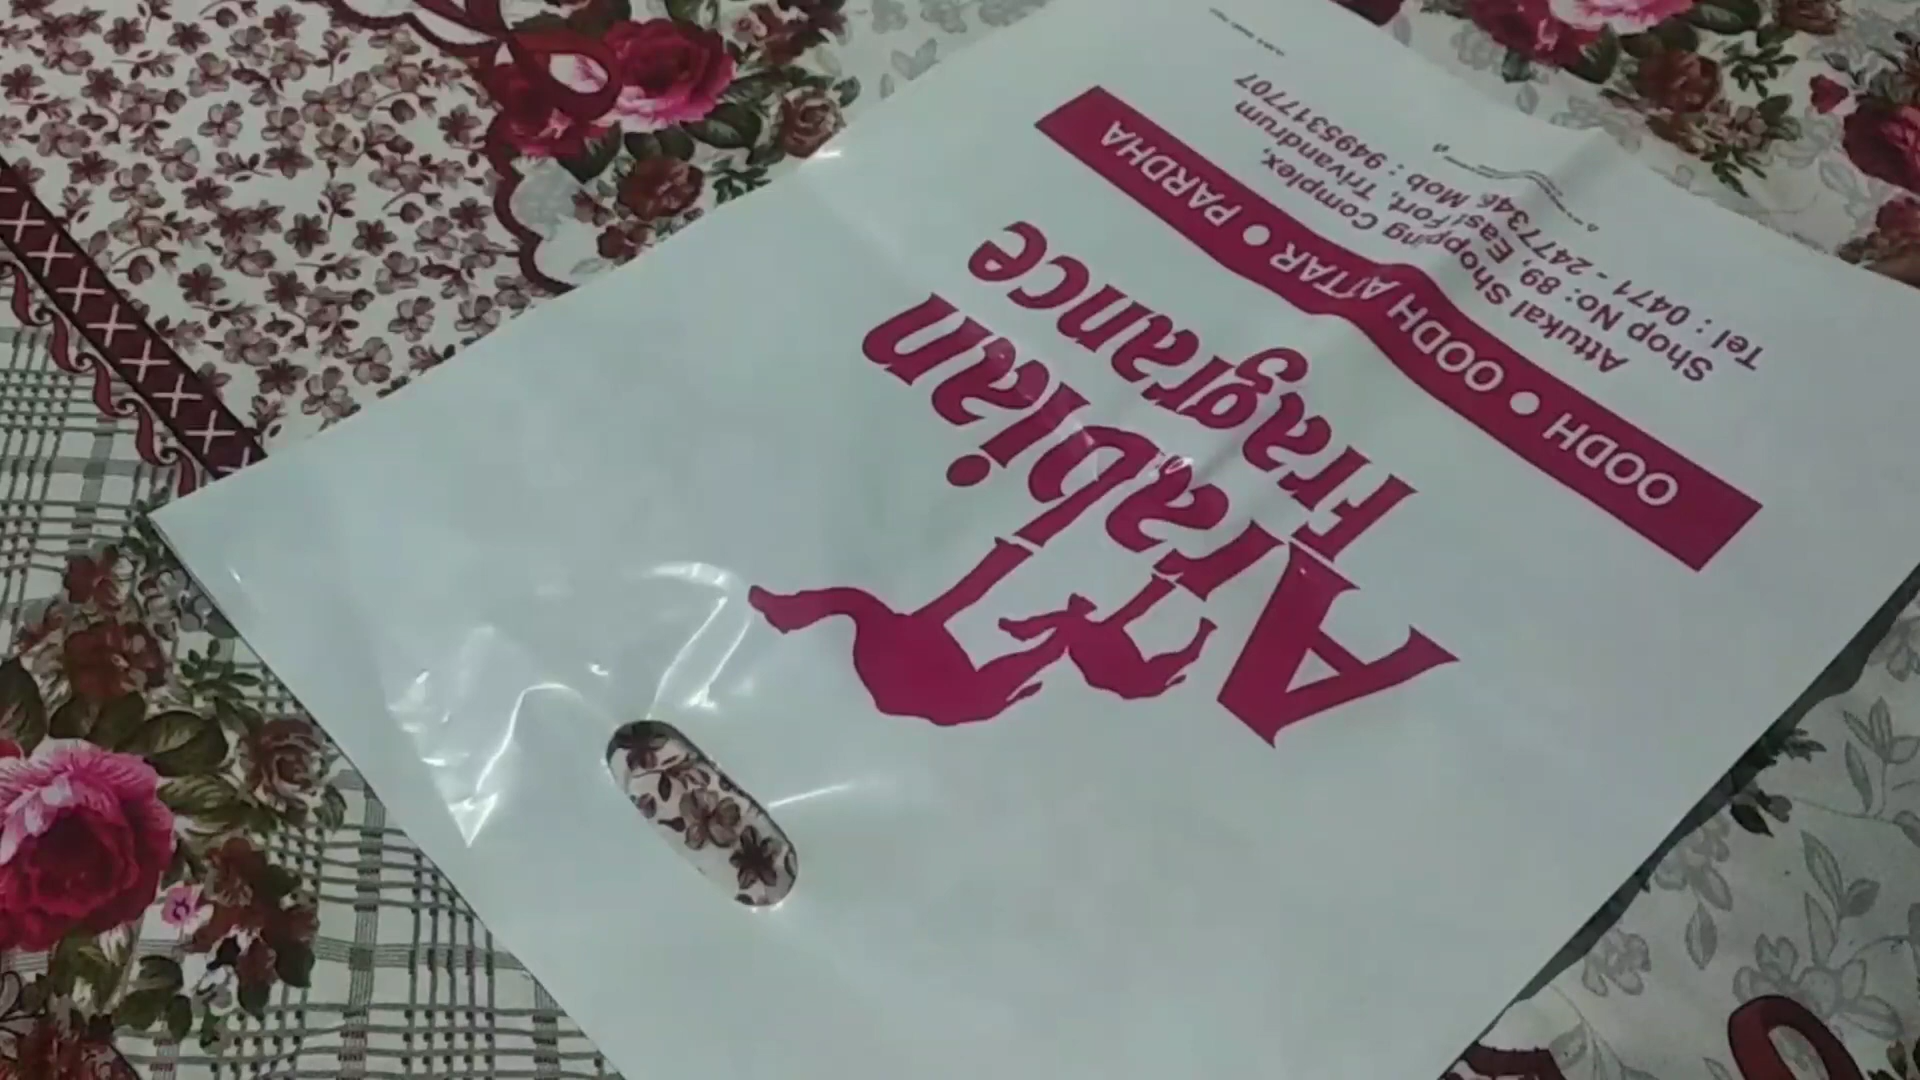 Arabian
Fragrance
OODH ● OODH ATTAR ● PARDHA
Attukal Shopping Complex,
Shop No: 89, East Fort, Trivandrum
Tel : 0471 - 2477346 Mob : 9495317707